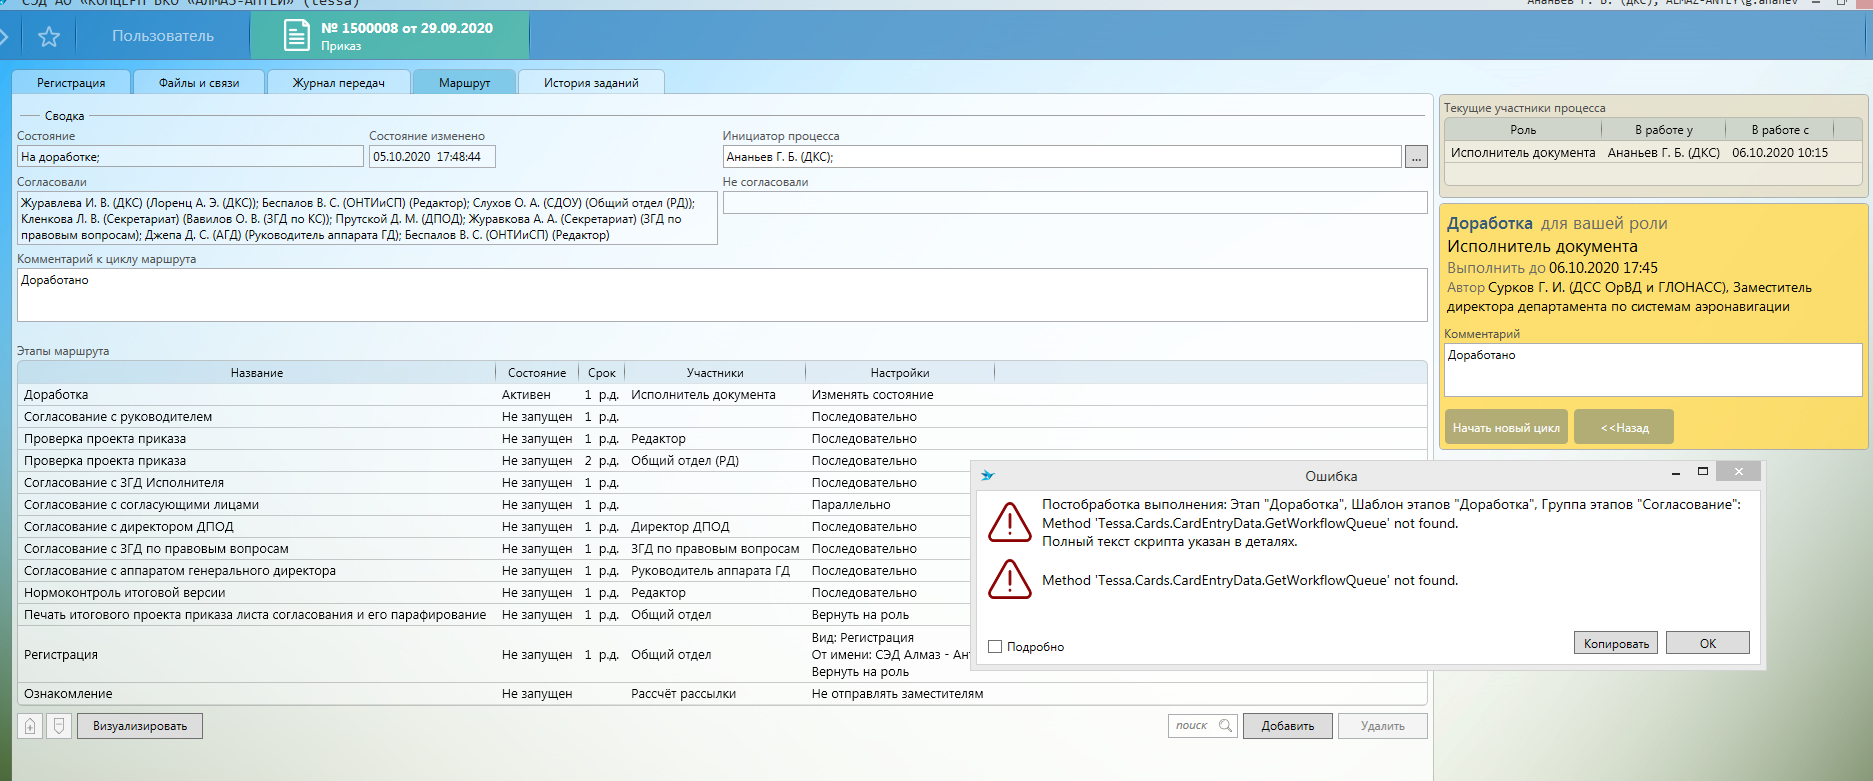 СЭД АО «КОНЦЕРН ВКО «АЛМАЗ-АНТЕЙ» (tessa)
Ананьев Г. Б. (ДКС), ALMAZ-ANTEY\g.ananev
Пользователь
№ 1500008 от 29.09.2020
Приказ
Регистрация
Файлы и связи
Журнал передач
Маршрут
История заданий
Сводка
Состояние
Состояние изменено
Инициатор процесса
На доработке;
05.10.2020 17:48:44
Ананьев Г. Б. (ДКС);
...
Согласовали
Не согласовали
Журавлева И. В. (ДКС) (Лоренц А. Э. (ДКС)); Беспалов В. С. (ОНТИиСП) (Редактор); Слухов О. А. (СДОУ) (Общий отдел (РД));
Кленкова Л. В. (Секретариат) (Вавилов О. В. (ЗГД по КС)); Прутской Д. М. (ДПОД); Журавкова А. А. (Секретариат) (ЗГД по
правовым вопросам); Джепа Д. С. (АГД) (Руководитель аппарата ГД); Беспалов В. С. (ОНТИиСП) (Редактор)
Комментарий к циклу маршрута
Доработано
Этапы маршрута
Название Состояние Срок Участники Настройки
Доработка Активен 1 р.д. Исполнитель документа Изменять состояние
Согласование с руководителем Не запущен 1 р.д. Последовательно
Проверка проекта приказа Не запущен 1 р.д. Редактор Последовательно
Проверка проекта приказа Не запущен 2 р.д. Общий отдел (РД) Последовательно
Согласование с ЗГД Исполнителя Не запущен 1 р.д. Последовательно
Согласование с согласующими лицами Не запущен 1 р.д. Параллельно
Согласование с директором ДПОД Не запущен 1 р.д. Директор ДПОД Последовательно
Согласование с ЗГД по правовым вопросам Не запущен 1 р.д. ЗГД по правовым вопросам Последовательно
Согласование с аппаратом генерального директора Не запущен 1 р.д. Руководитель аппарата ГД Последовательно
Нормоконтроль итоговой версии Не запущен 1 р.д. Редактор Последовательно
Печать итогового проекта приказа листа согласования и его парафирование Не запущен 1 р.д. Общий отдел Вернуть на роль
Вид: Регистрация
Регистрация Не запущен 1 р.д. Общий отдел От имени: СЭД Алмаз - Ант
Вернуть на роль
Ознакомление Не запущен Рассчёт рассылки Не отправлять заместителям
Визуализировать
поиск
Добавить
Удалить
Текущие участники процесса
Роль В работе у В работе с
Исполнитель документа Ананьев Г. Б. (ДКС) 06.10.2020 10:15
Доработка для вашей роли
Исполнитель документа
Выполнить до 06.10.2020 17:45
Автор Сурков Г. И. (ДСС ОрВД и ГЛОНАСС), Заместитель
директора департамента по системам аэронавигации
Комментарий
Доработано
Начать новый цикл
<<Назад
Ошибка
Постобработка выполнения: Этап "Доработка", Шаблон этапов "Доработка", Группа этапов "Согласование":
Method 'Tessa.Cards.CardEntryData.GetWorkflowQueue' not found.
Полный текст скрипта указан в деталях.
Method 'Tessa.Cards.CardEntryData.GetWorkflowQueue' not found.
Подробно
Копировать
OK